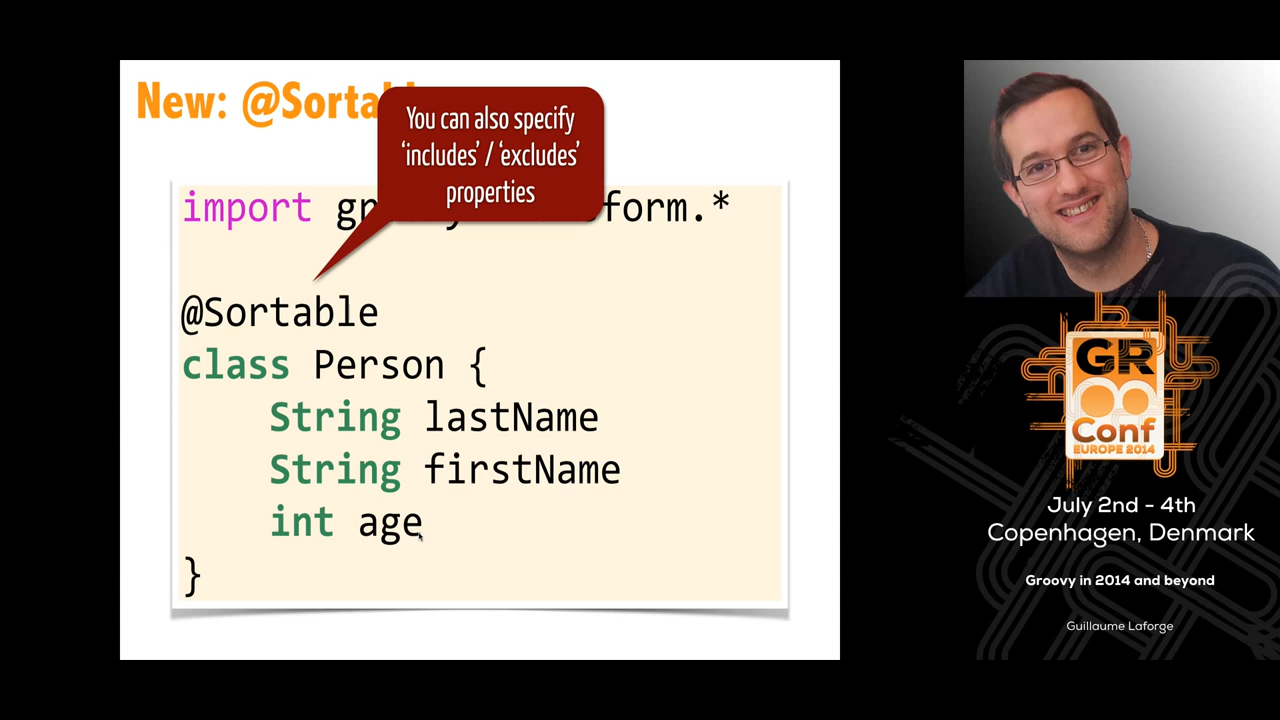 New: @Sorta
You can also specify
‘includes’ / ‘excludes’
properties
import gr form.*
@Sortable
class Person {
String lastName
String firstName
int age
}
GR
Conf
EUROPE 2014
July 2nd - 4th
Copenhagen, Denmark
Groovy in 2014 and beyond
Guillaume Laforge